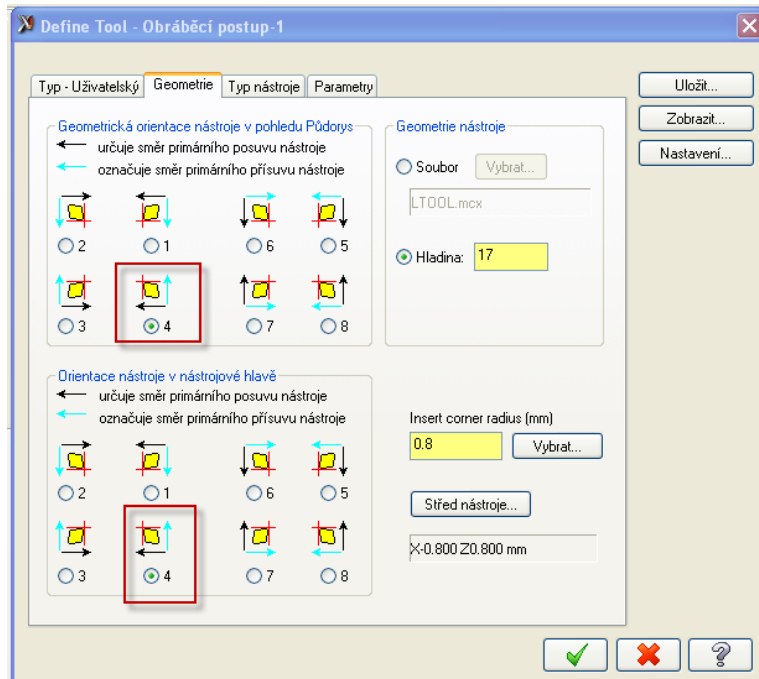 Define Tool - Obráběcí postup-1
Typ - Uživatelský Geometrie Typ nástroje Parametry
Uložit...
Zobrazit...
Nastavení...
Geometrická orientace nástroje v pohledu Půdorys
určuje směr primárního posuvu nástroje
označuje směr primárního přísuvu nástroje
2 1 6 5
3 4 7 8
Geometrie nástroje
Soubor Vybrat...
LTOOL.mcx
Hladina: 17
Orientace nástroje v nástrojové hlavě
určuje směr primárního posuvu nástroje
označuje směr primárního přísuvu nástroje
2 1 6 5
3 4 7 8
Insert corner radius (mm)
0.8 Vybrat...
Střed nástroje...
X-0.800 Z0.800 mm